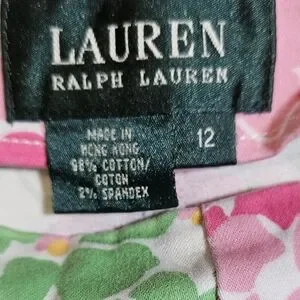 LAUREN
RALPH LAUREN
MADE IN
HONG KONG
98% COTTON/
COTON
2% SPANDEX
12